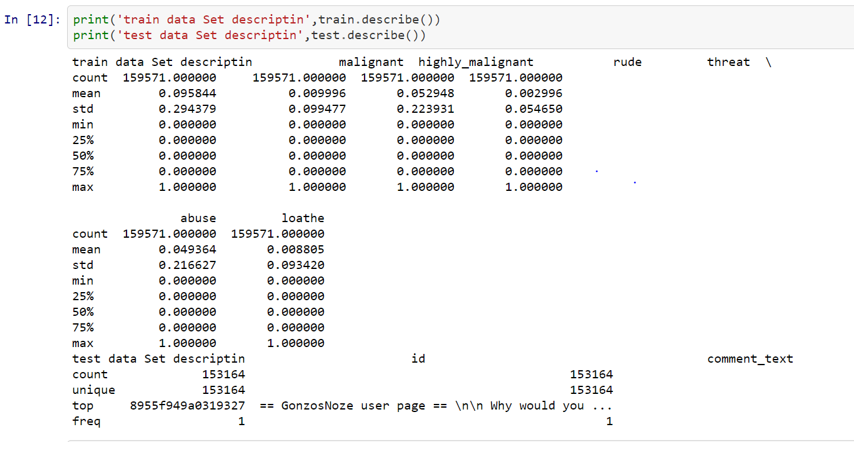 In [12]: print('train data Set descriptin',train.describe())
print('test data Set descriptin',test.describe())
train data Set descriptin malignant highly_malignant rude threat \
count 159571.000000 159571.000000 159571.000000 159571.000000
mean 0.095844 0.009996 0.052948 0.002996
std 0.294379 0.099477 0.223931 0.054650
min 0.000000 0.000000 0.000000 0.000000
25% 0.000000 0.000000 0.000000 0.000000
50% 0.000000 0.000000 0.000000 0.000000
75% 0.000000 0.000000 0.000000 0.000000
max 1.000000 1.000000 1.000000 1.000000
abuse loathe
count 159571.000000 159571.000000
mean 0.049364 0.008805
std 0.216627 0.093420
min 0.000000 0.000000
25% 0.000000 0.000000
50% 0.000000 0.000000
75% 0.000000 0.000000
max 1.000000 1.000000
test data Set descriptin id comment_text
count 153164 153164
unique 153164 153164
top 8955f949a0319327 == GonzosNoze user page == \n\n Why would you ...
freq 1 1